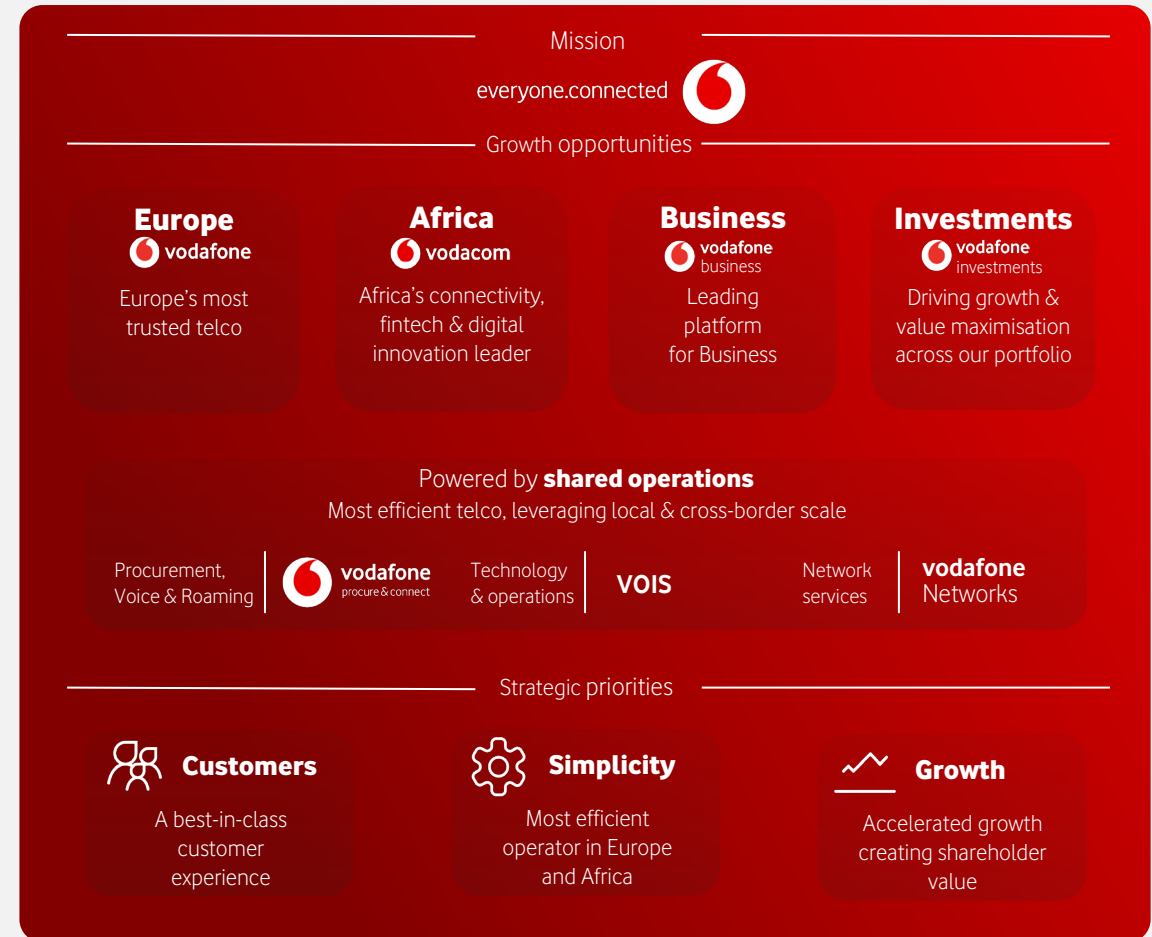 Mission
everyone.connected
Growth opportunities
Europe
vodafone
Europe's most
trusted telco
Africa
vodacom
Africa's connectivity,
fintech & digital
innovation leader
Business
vodafone
business
Leading
platform
for Business
Investments
vodafone
investments
Driving growth &
value maximisation
across our portfolio
Powered by shared operations
Most efficient telco, leveraging local & cross-border scale
Procurement,
Voice & Roaming
vodafone
procure & connect
Technology
& operations
VOIS
Network
services
vodafone
Networks
Strategic priorities
Customers
A best-in-class
customer
experience
Simplicity
Most efficient
operator in Europe
and Africa
Growth
Accelerated growth
creating shareholder
value